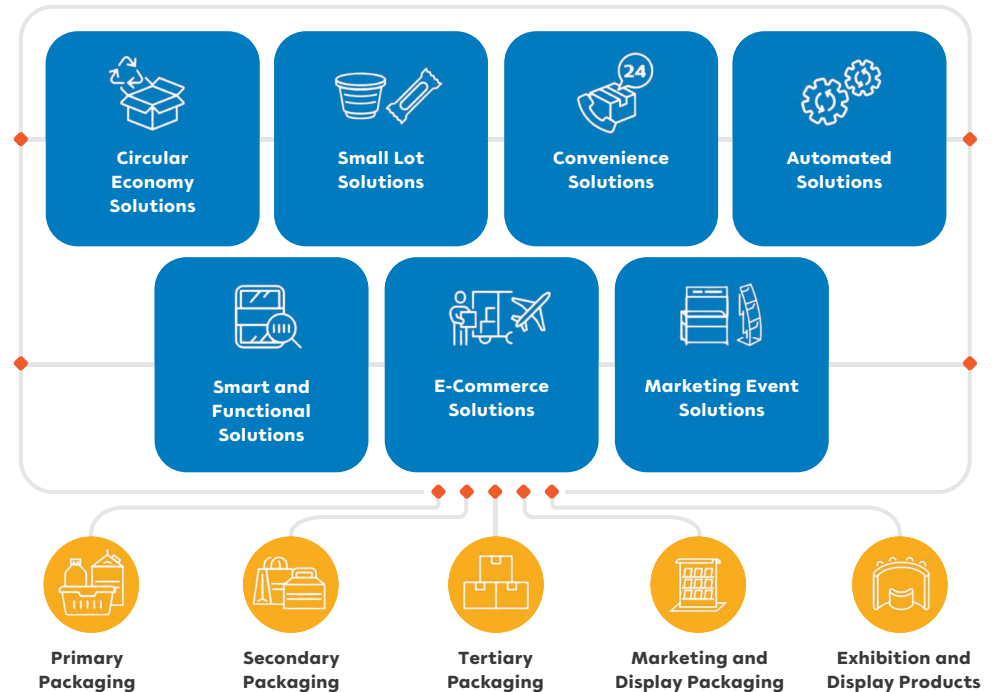 24
Circular
Economy
Solutions
Small Lot
Solutions
Convenience
Solutions
Automated
Solutions
Smart and
Functional
Solutions
E-Commerce
Solutions
Marketing Event
Solutions
Primary
Packaging
Secondary
Packaging
Tertiary
Packaging
Marketing and
Display Packaging
Exhibition and
Display Products